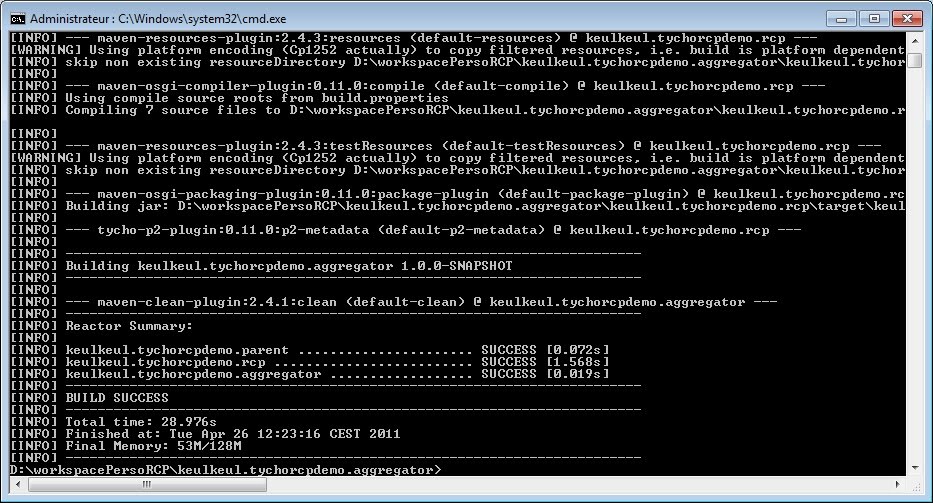 Administrateur : C:\Windows\system32\cmd.exe
[INFO] --- maven-resources-plugin:2.4.3:resources (default-resources) @ keulkeul.tychorcpdemo.rcp ---
[WARNING] Using platform encoding (Cp1252 actually) to copy filtered resources, i.e. build is platform dependent
[INFO] skip non existing resourceDirectory D:\workspacePersoRCP\keulkeul.tychorcpdemo.aggregator\keulkeul.tychor
[INFO]
[INFO] --- maven-osgi-compiler-plugin:0.11.0:compile (default-compile) @ keulkeul.tychorcpdemo.rcp ---
[INFO] Using compile source roots from build.properties
[INFO] Compiling 7 source files to D:\workspacePersoRCP\keulkeul.tychorcpdemo.aggregator\keulkeul.tychorcpdemo.r
[INFO]
[INFO] --- maven-resources-plugin:2.4.3:testResources (default-testResources) @ keulkeul.tychorcpdemo.rcp ---
[WARNING] Using platform encoding (Cp1252 actually) to copy filtered resources, i.e. build is platform dependent
[INFO] skip non existing resourceDirectory D:\workspacePersoRCP\keulkeul.tychorcpdemo.aggregator\keulkeul.tychor
[INFO]
[INFO] --- maven-osgi-packaging-plugin:0.11.0:package-plugin (default-package-plugin) @ keulkeul.tychorcpdemo.rc
[INFO] Building jar: D:\workspacePersoRCP\keulkeul.tychorcpdemo.aggregator\keulkeul.tychorcpdemo.rcp\target\keul
[INFO]
[INFO] --- tycho-p2-plugin:0.11.0:p2-metadata (default-p2-metadata) @ keulkeul.tychorcpdemo.rcp ---
[INFO]
[INFO] ------------------------------------------------------------------------
[INFO] Building keulkeul.tychorcpdemo.aggregator 1.0.0-SNAPSHOT
[INFO] ------------------------------------------------------------------------
[INFO]
[INFO] --- maven-clean-plugin:2.4.1:clean (default-clean) @ keulkeul.tychorcpdemo.aggregator ---
[INFO] ------------------------------------------------------------------------
[INFO] Reactor Summary:
[INFO]
[INFO] keulkeul.tychorcpdemo.parent ...................... SUCCESS [0.072s]
[INFO] keulkeul.tychorcpdemo.rcp ......................... SUCCESS [1.568s]
[INFO] keulkeul.tychorcpdemo.aggregator .................. SUCCESS [0.019s]
[INFO] ------------------------------------------------------------------------
[INFO] BUILD SUCCESS
[INFO] ------------------------------------------------------------------------
[INFO] Total time: 28.976s
[INFO] Finished at: Tue Apr 26 12:23:16 CEST 2011
[INFO] Final Memory: 53M/128M
[INFO] ------------------------------------------------------------------------
D:\workspacePersoRCP\keulkeul.tychorcpdemo.aggregator>